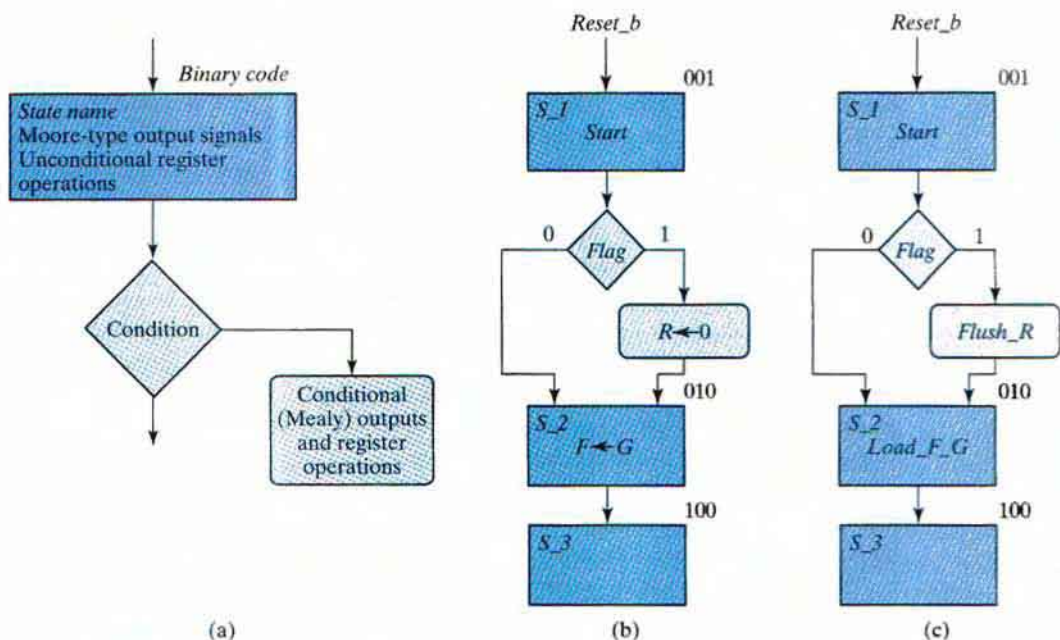 Binary code
State name
Moore-type output signals
Unconditional register
operations
Condition
Conditional
(Mealy) outputs
and register
operations
(a)
Reset_b
001
S_1
Start
0
Flag
1
R←0
010
S_2
F←G
100
S_3
(b)
Reset_b
001
S_1
Start
0
Flag
1
Flush_R
010
S_2
Load_F_G
100
S_3
(c)